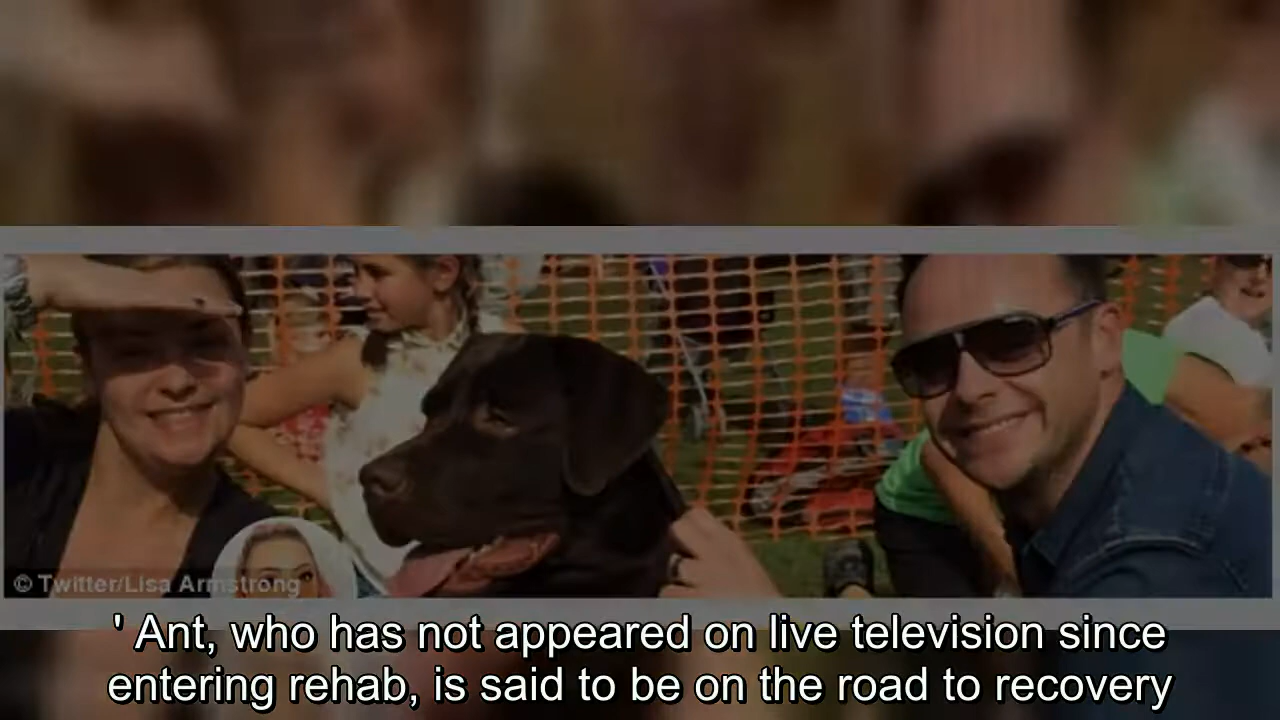 © Twitter/Lisa Armstrong
' Ant, who has not appeared on live television since
entering rehab, is said to be on the road to recovery